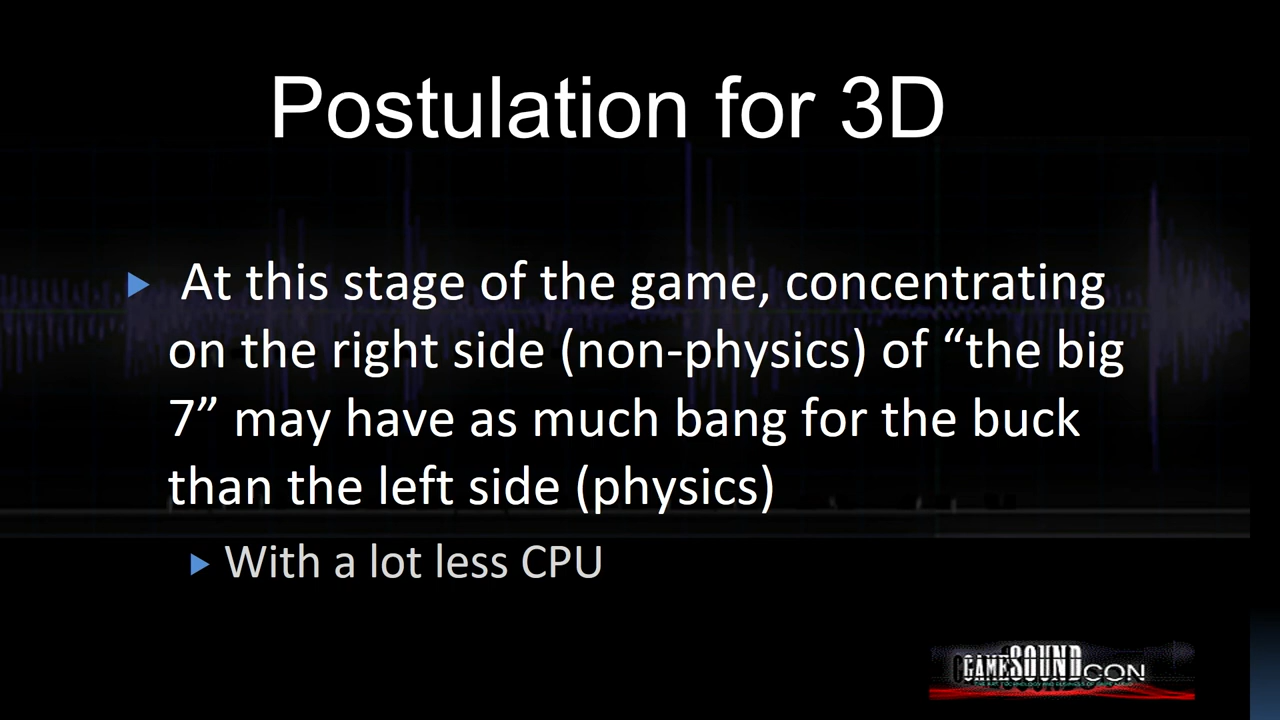 Postulation for 3D
At this stage of the game, concentrating
on the right side (non-physics) of “the big
7” may have as much bang for the buck
than the left side (physics)
With a lot less CPU
GAMESOUNDCON